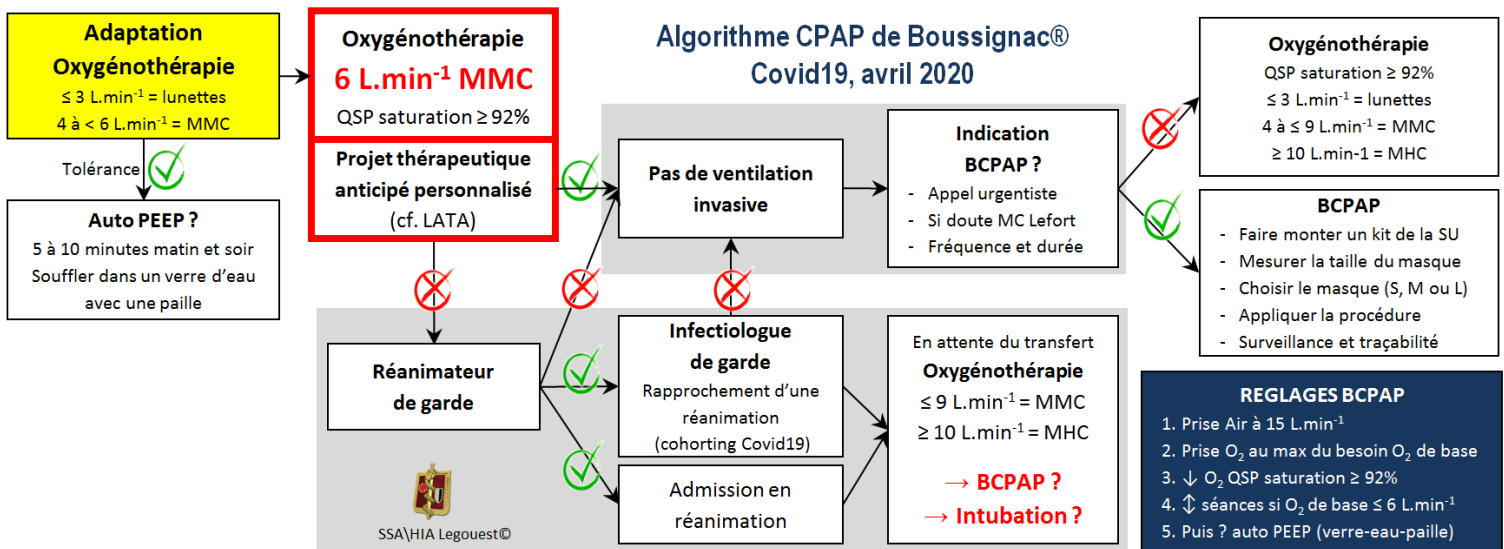 Algorithme CPAP de Boussignac®
Covid19, avril 2020
Adaptation
Oxygénothérapie
≤ 3 L.min⁻¹ = lunettes
4 à < 6 L.min⁻¹ = MMC
Tolérance
Auto PEEP ?
5 à 10 minutes matin et soir
Souffler dans un verre d’eau
avec une paille
Oxygénothérapie
6 L.min⁻¹ MMC
QSP saturation ≥ 92%
Projet thérapeutique
anticipé personnalisé
(cf. LATA)
Pas de ventilation
invasive
Indication
BCPAP ?
- Appel urgentiste
- Si doute MC Lefort
- Fréquence et durée
Oxygénothérapie
QSP saturation ≥ 92%
≤ 3 L.min⁻¹ = lunettes
4 à ≤ 9 L.min⁻¹ = MMC
≥ 10 L.min-1 = MHC
BCPAP
- Faire monter un kit de la SU
- Mesurer la taille du masque
- Choisir le masque (S, M ou L)
- Appliquer la procédure
- Surveillance et traçabilité
Réanimateur
de garde
Infectiologue
de garde
Rapprochement d’une
réanimation
(cohorting Covid19)
Admission en
réanimation
En attente du transfert
Oxygénothérapie
≤ 9 L.min⁻¹ = MMC
≥ 10 L.min⁻¹ = MHC
→ BCPAP ?
→ Intubation ?
REGLAGES BCPAP
1. Prise Air à 15 L.min⁻¹
2. Prise O₂ au max du besoin O₂ de base
3. ↓ O₂ QSP saturation ≥ 92%
4. ↕ séances si O₂ de base ≤ 6 L.min⁻¹
5. Puis ? auto PEEP (verre-eau-paille)
SSA\HIA Legouest©